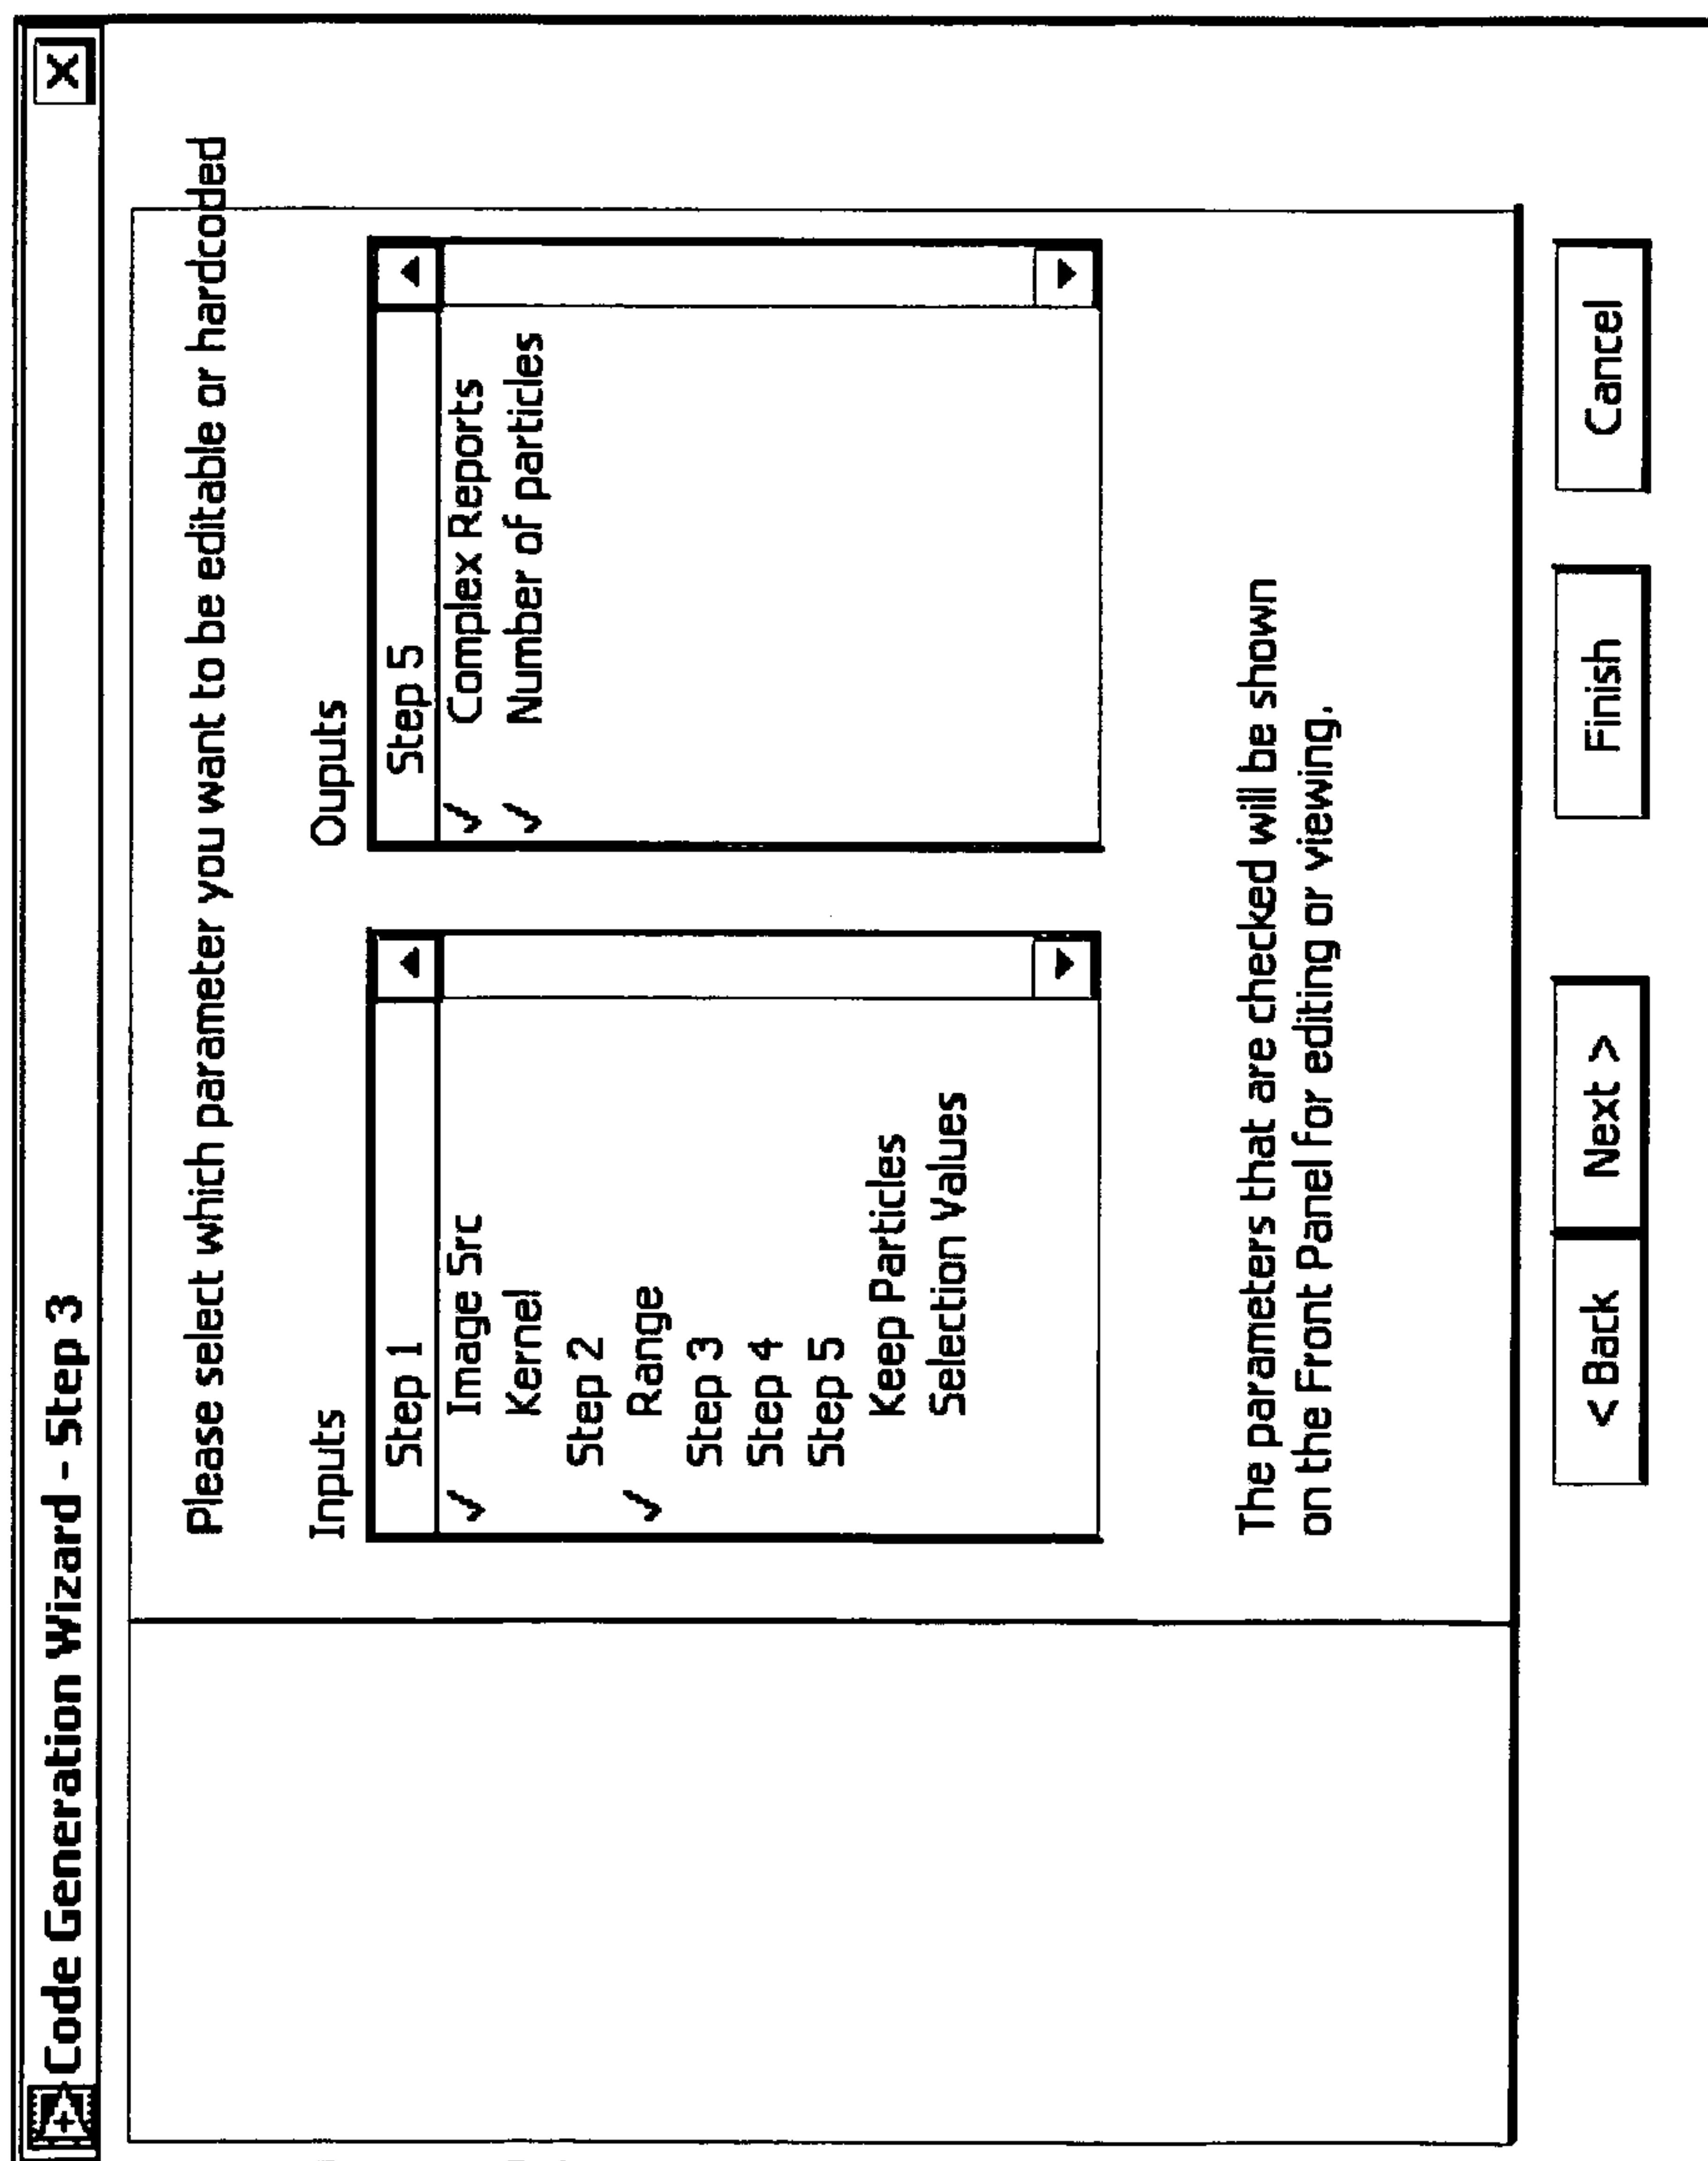 Code Generation Wizard - Step 3
X
Please select which parameter you want to be editable or hardcoded
Inputs
Step 1
✓ Image Src
Kernel
Step 2
✓ Range
Step 3
Step 4
Step 5
Keep Particles
Selection Values
Ouputs
Step 5
✓ Complex Reports
✓ Number of particles
The parameters that are checked will be shown
on the Front Panel for editing or viewing.
< Back
Next >
Finish
Cancel